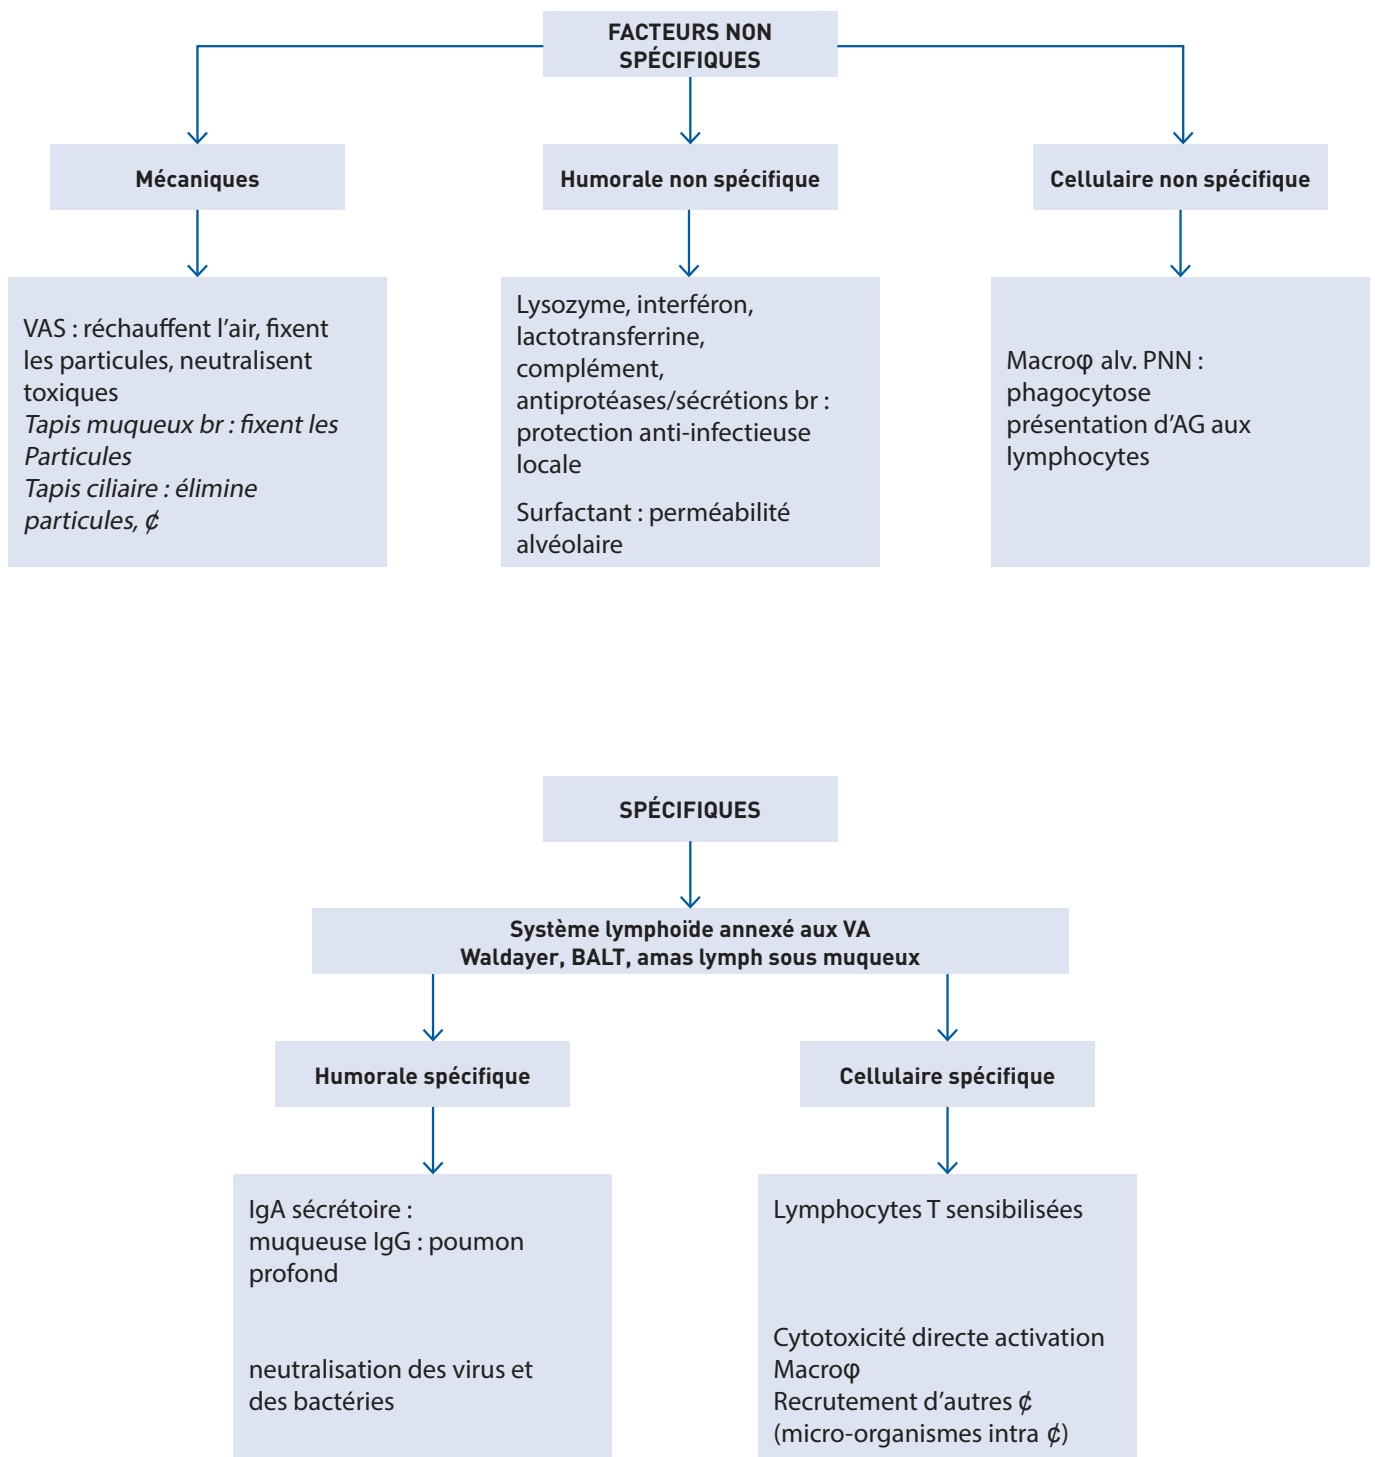 FACTEURS NON
SPÉCIFIQUES
Mécaniques
Humorale non spécifique
Cellulaire non spécifique
VAS : réchauffent l’air, fixent
les particules, neutralisent
toxiques
Tapis muqueux br : fixent les
Particules
Tapis ciliaire : élimine
particules, ¢
Lysozyme, interféron,
lactotransferrine,
complément,
antiprotéases/sécrétions br :
protection anti-infectieuse
locale
Surfactant : perméabilité
alvéolaire
Macroφ alv. PNN :
phagocytose
présentation d’AG aux
lymphocytes
SPÉCIFIQUES
Système lymphoïde annexé aux VA
Waldayer, BALT, amas lymph sous muqueux
Humorale spécifique
Cellulaire spécifique
IgA sécrétoire :
muqueuse IgG : poumon
profond
neutralisation des virus et
des bactéries
Lymphocytes T sensibilisées
Cytotoxicité directe activation
Macroφ
Recrutement d’autres ¢
(micro-organismes intra ¢)